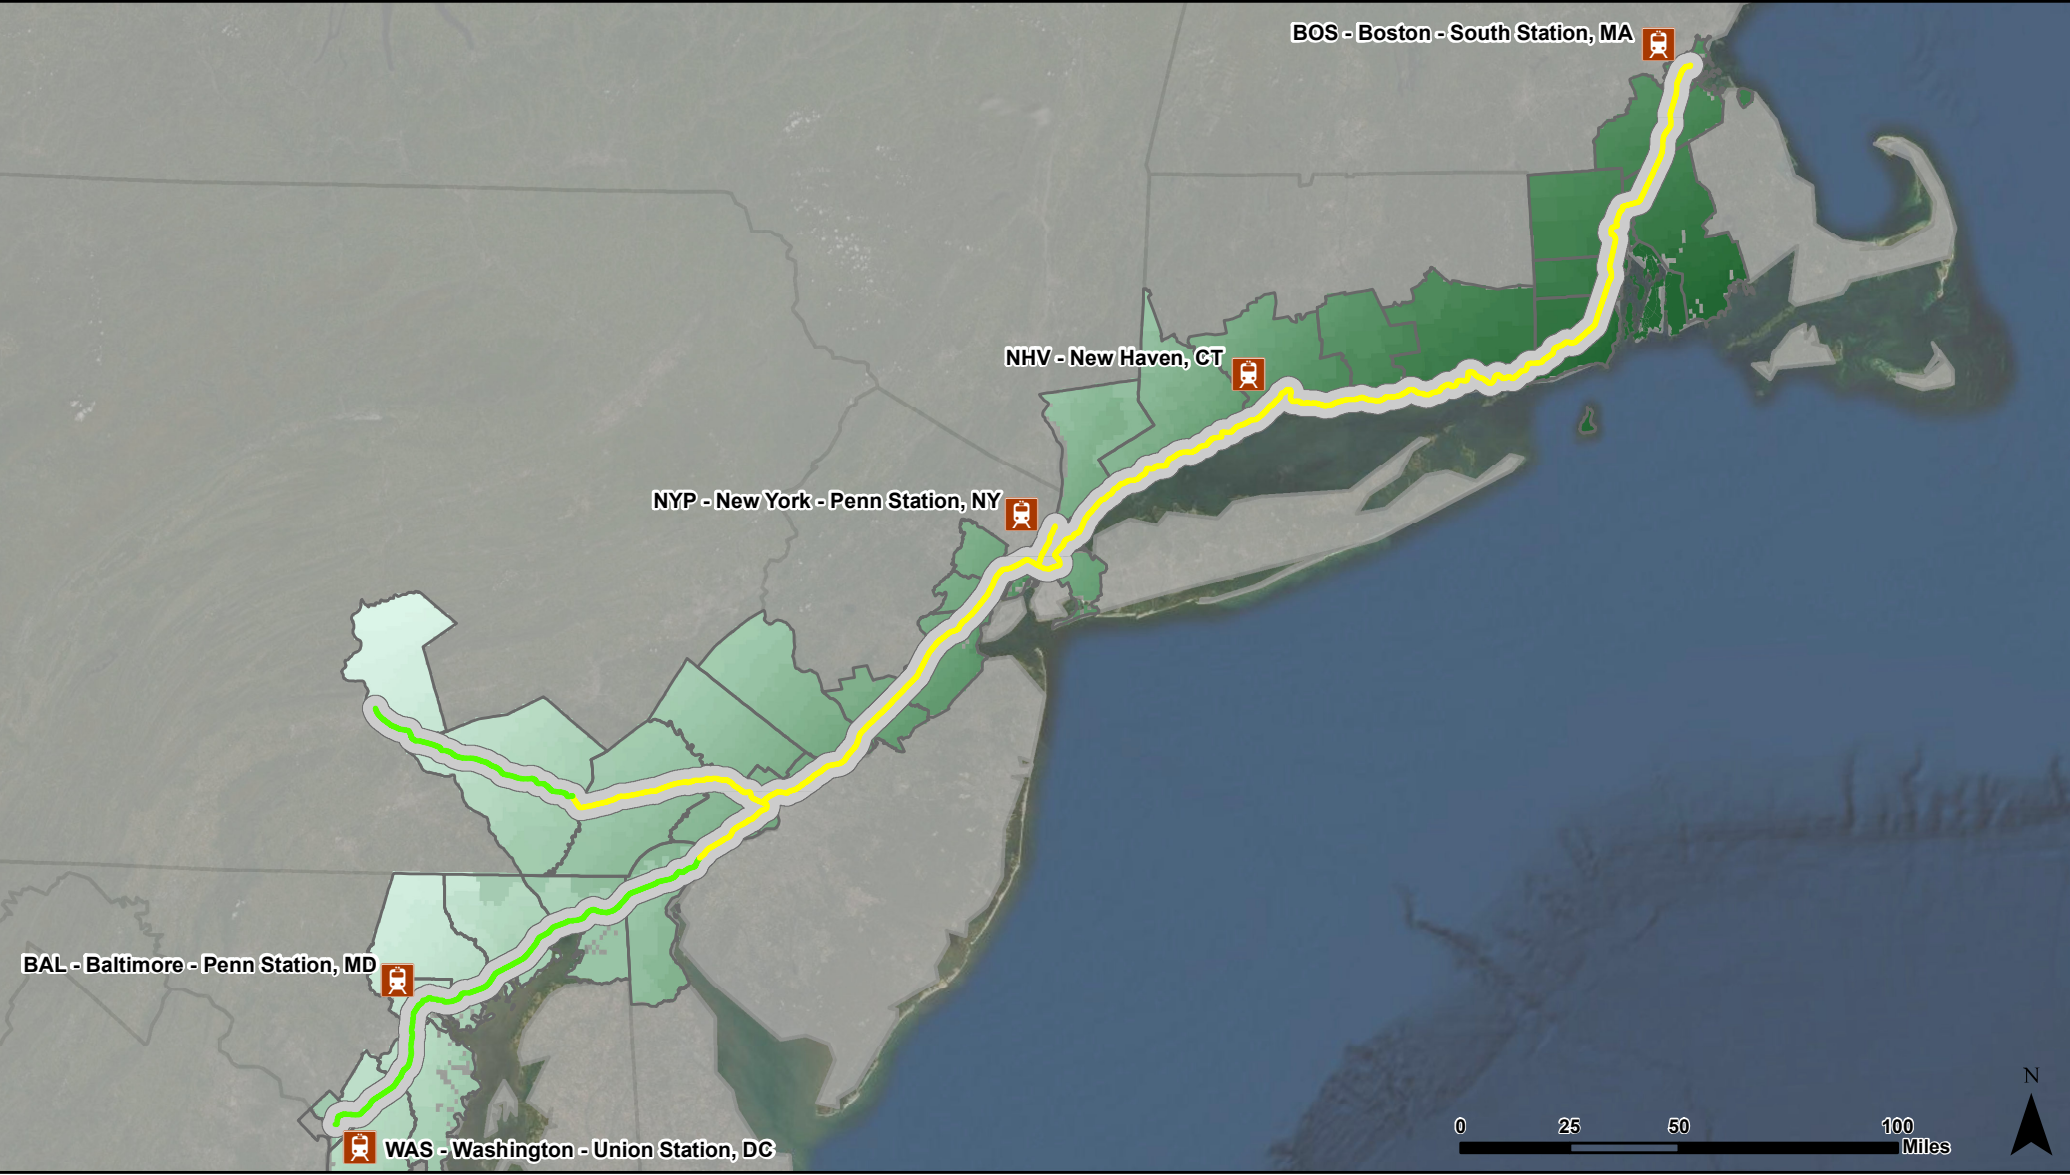 BOS - Boston - South Station, MA
NHV - New Haven, CT
NYP - New York - Penn Station, NY
BAL - Baltimore - Penn Station, MD
WAS - Washington - Union Station, DC
N
0 25 50 100
Miles